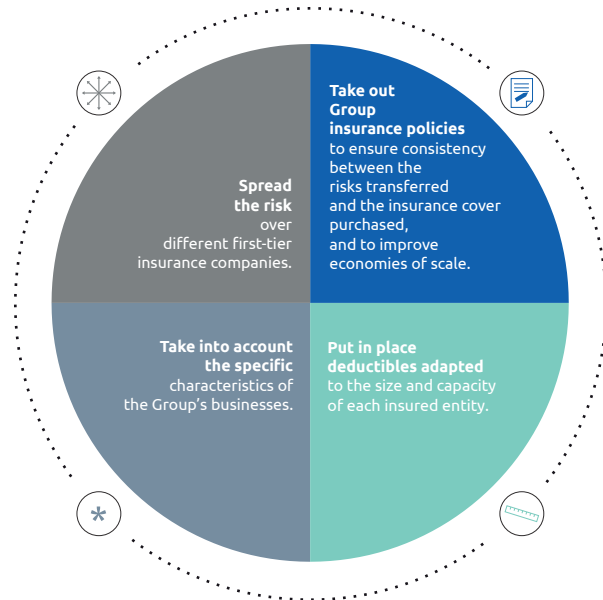 Take out
Group
insurance policies
to ensure consistency
between the
risks transferred
and the insurance cover
purchased,
and to improve
economies of scale.
Spread
the risk
over
different first-tier
insurance companies.
Take into account
the specific
characteristics of
the Group’s businesses.
Put in place
deductibles adapted
to the size and capacity
of each insured entity.